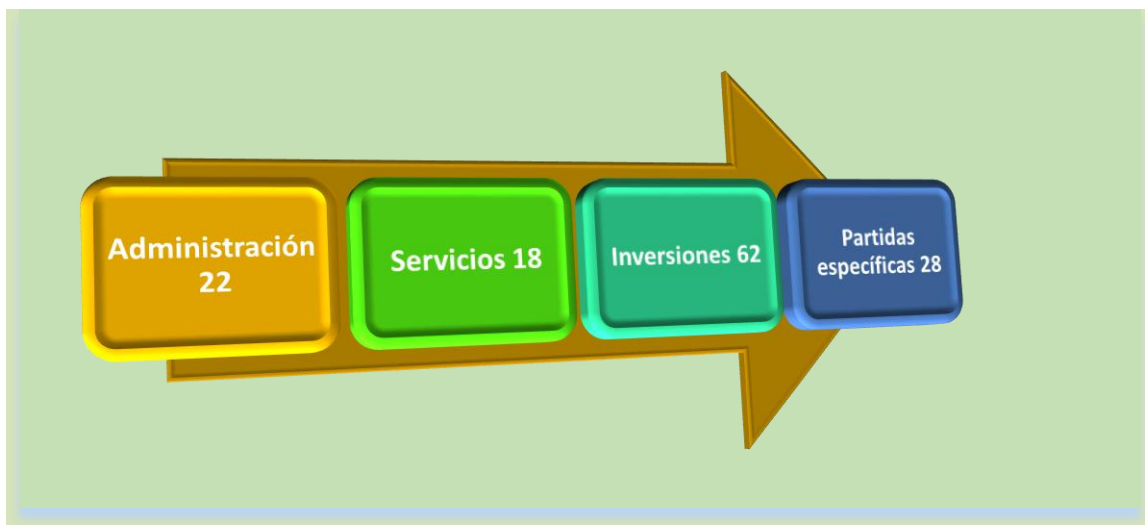 Administración
22
Servicios 18
Inversiones 62
Partidas
específicas 28